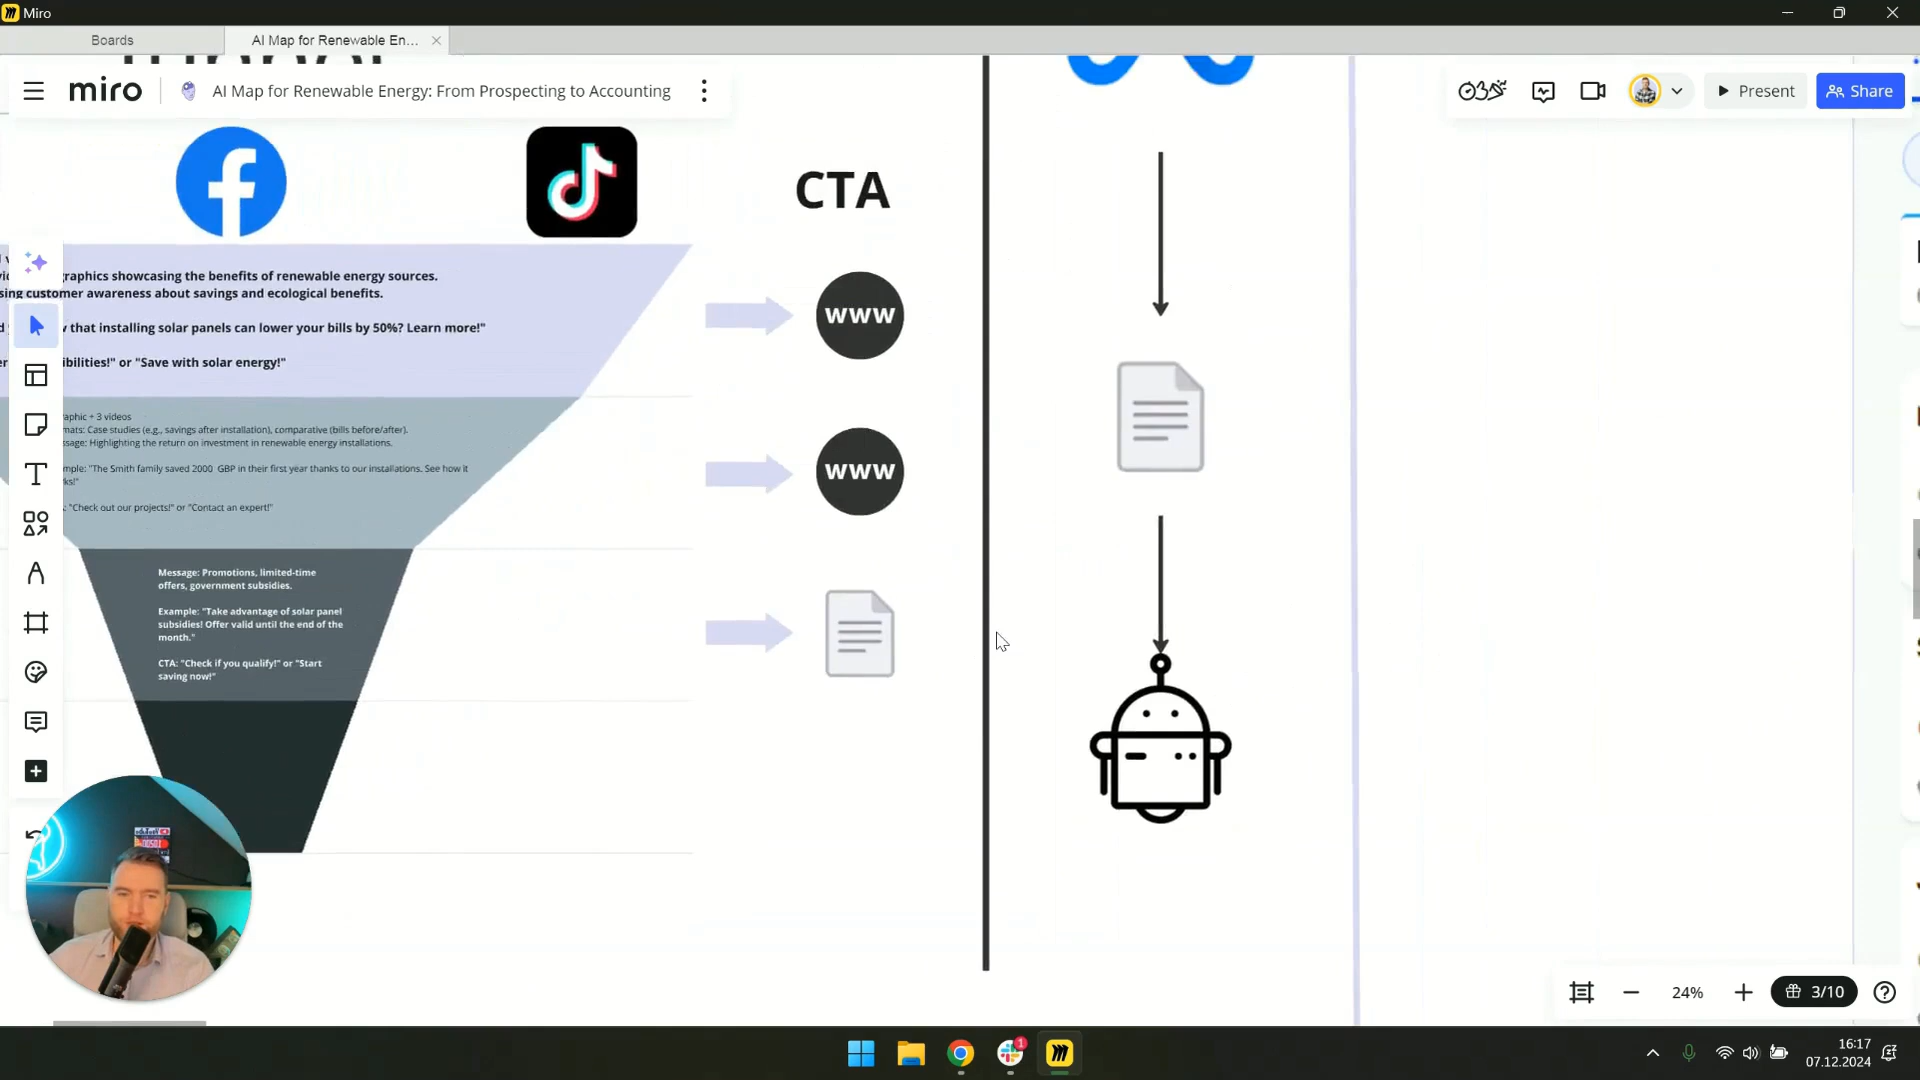 Miro
Boards
AI Map for Renewable En...
miro
AI Map for Renewable Energy: From Prospecting to Accounting
Present
Share
CTA
graphics showcasing the benefits of renewable energy sources.
sing customer awareness about savings and ecological benefits.
that installing solar panels can lower your bills by 50%? Learn more!"
ibilities!" or "Save with solar energy!"
www
aphic + 3 videos
mats: Case studies (e.g., savings after installation), comparative (bills before/after).
ssage: Highlighting the return on investment in renewable energy installations.
mple: "The Smith family saved 2000 GBP in their first year thanks to our installations. See how it
ks!"
: "Check out our projects!" or "Contact an expert!"
www
Message: Promotions, limited-time
offers, government subsidies.
Example: "Take advantage of solar panel
subsidies! Offer valid until the end of the
month."
CTA: "Check if you qualify!" or "Start
saving now!"
24%
3/10
1
16:17
07.12.2024